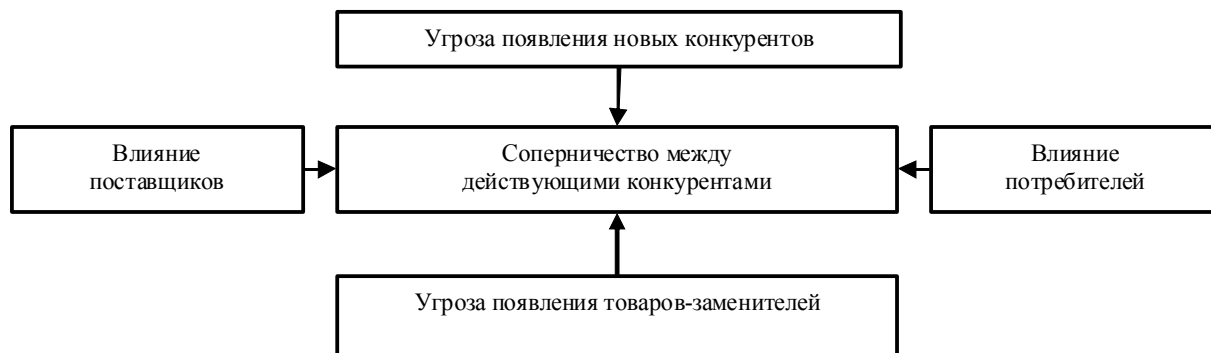 Угроза появления новых конкурентов
Влияние
поставщиков
Соперничество между
действующими конкурентами
Влияние
потребителей
Угроза появления товаров-заменителей